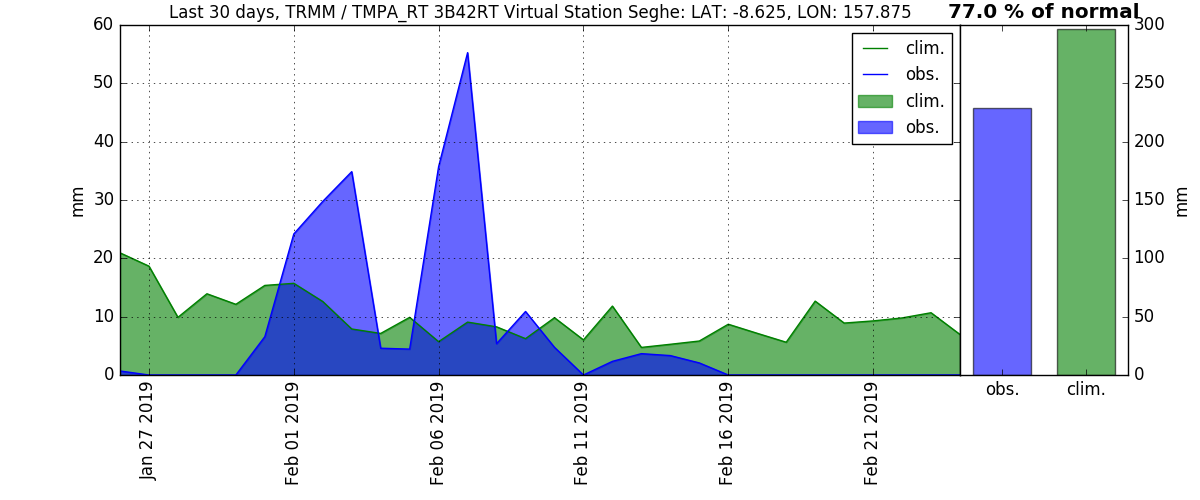 Last 30 days, TRMM / TMPA_RT 3B42RT Virtual Station Seghe: LAT: -8.625, LON: 157.875
77.0 % of normal
60
50
40
30
20
10
0
mm
clim.
obs.
clim.
obs.
Jan 27 2019
Feb 01 2019
Feb 06 2019
Feb 11 2019
Feb 16 2019
Feb 21 2019
300
250
200
150
100
50
0
mm
obs.
clim.